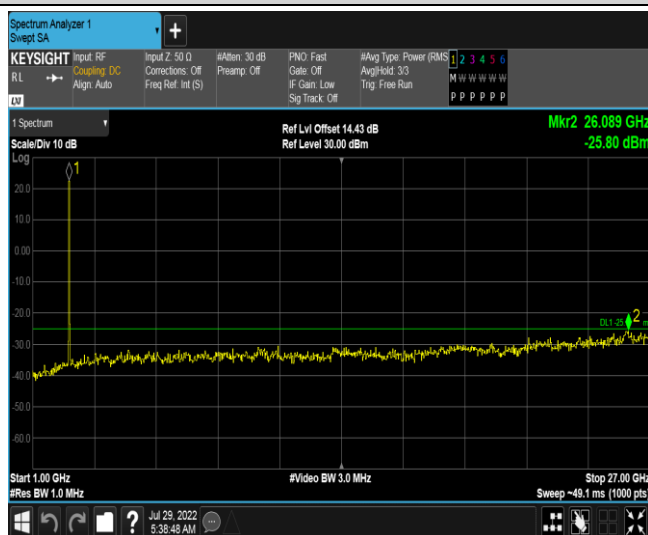 Spectrum Analyzer 1
Swept SA
+
KEYSIGHT
RL
LXI
Input: RF
Coupling: DC
Align: Auto
Input Z: 50 Ω
Corrections: Off
Freq Ref: Int (S)
#Atten: 30 dB
Preamp: Off
PNO: Fast
Gate: Off
IF Gain: Low
Sig Track: Off
#Avg Type: Power (RMS
Avg|Hold: 3/3
Trig: Free Run
1 2 3 4 5 6
M W W W W W
P P P P P P
1 Spectrum
Scale/Div 10 dB
Log
Ref Lvl Offset 14.43 dB
Ref Level 30.00 dBm
Mkr2 26.089 GHz
-25.80 dBm
1
20.0
10.0
0.00
-10.0
-20.0
DL1 -25
2
-30.0
-40.0
-50.0
-60.0
Start 1.00 GHz
#Res BW 1.0 MHz
#Video BW 3.0 MHz
Stop 27.00 GHz
Sweep ~49.1 ms (1000 pts)
?
Jul 29, 2022
5:38:48 AM